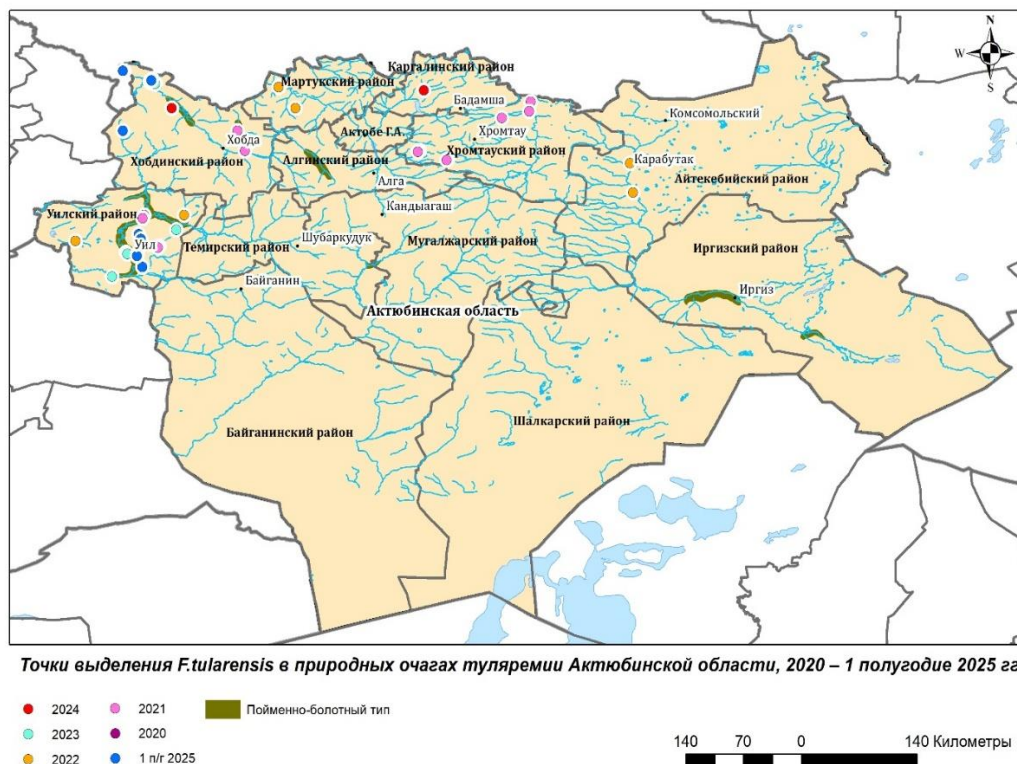 N
W E
S
Мартукский район
Каргалинский район
Бадамша
Комсомольский
Актобе Г.А.
Хромтау
Хобда
Хромтауский район
Хобдинский район
Алгинский район
Карабутак
Алга
Айтекебийский район
Кандыагаш
Уилский район
Шубаркудук
Мугалжарский район
Уил
Темирский район
Иргизский район
Байганин
Иргиз
Актюбинская область
Шалкарский район
Байганинский район
Точки выделения F.tularensis в природных очагах туляремии Актюбинской области, 2020 – 1 полугодие 2025 гг
2024 2021 Пойменно-болотный тип
2023 2020
2022 1 п/г 2025
140 70 0 140 Километры